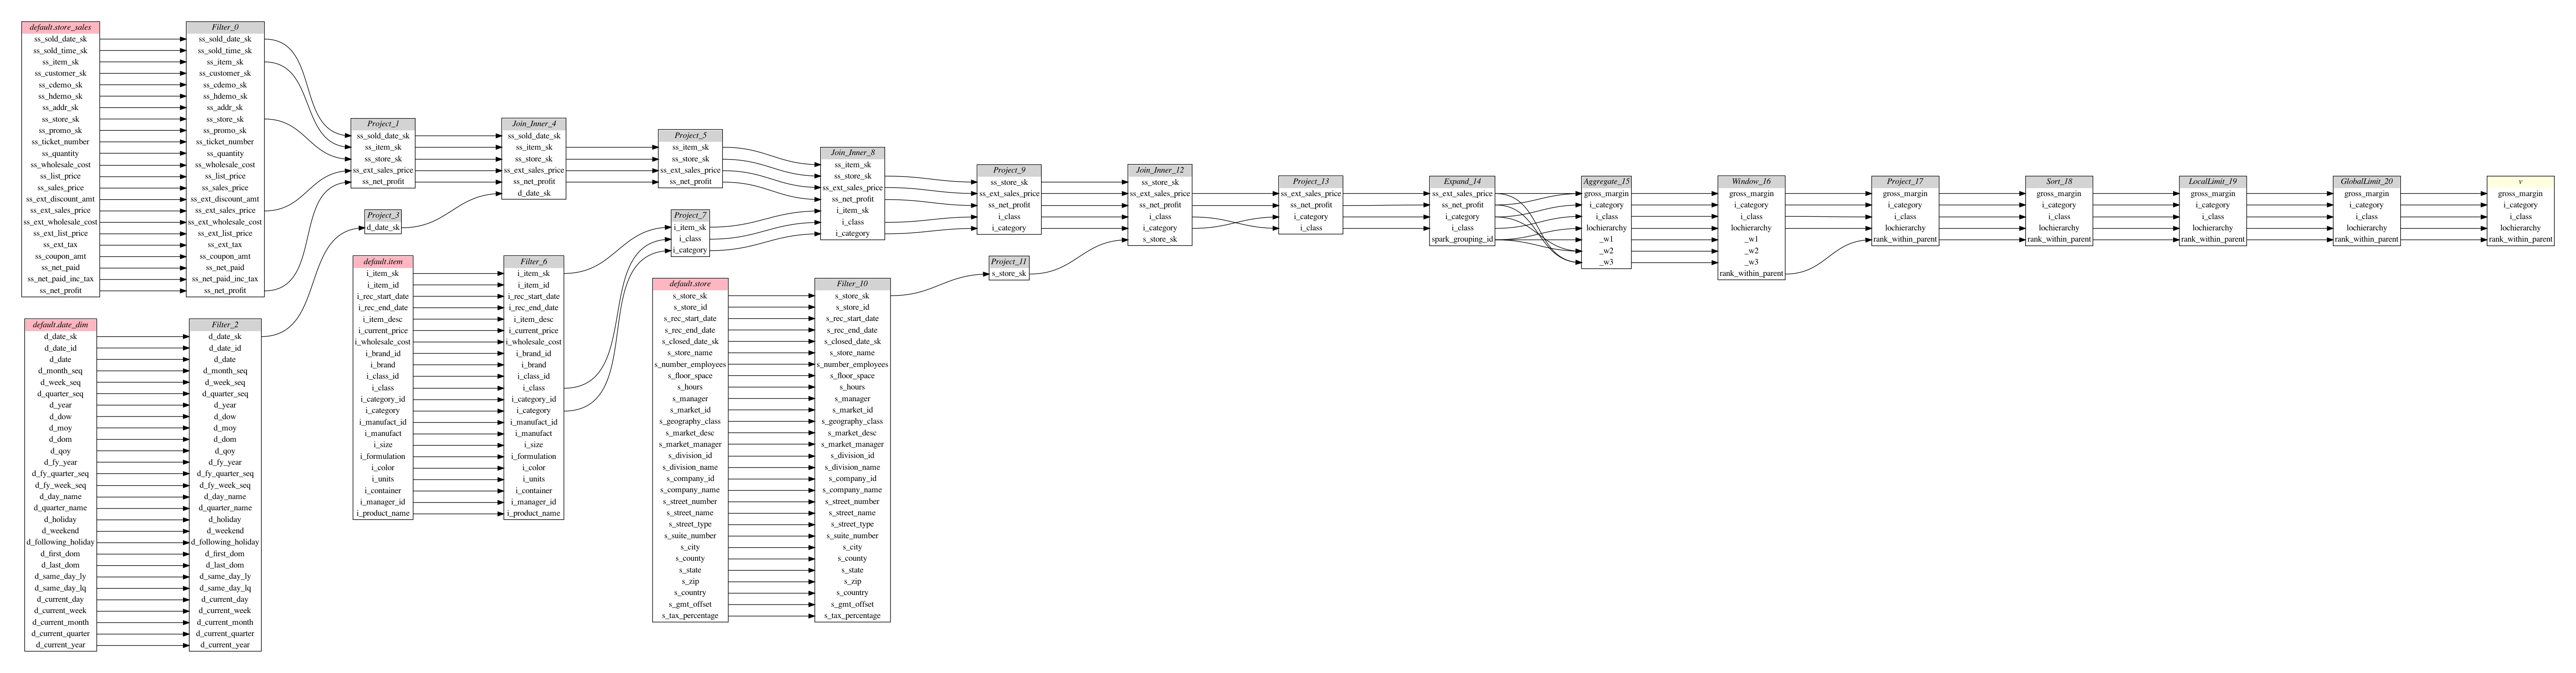 default.store_sales
ss_sold_date_sk
ss_sold_time_sk
ss_item_sk
ss_customer_sk
ss_cdemo_sk
ss_hdemo_sk
ss_addr_sk
ss_store_sk
ss_promo_sk
ss_ticket_number
ss_quantity
ss_wholesale_cost
ss_list_price
ss_sales_price
ss_ext_discount_amt
ss_ext_sales_price
ss_ext_wholesale_cost
ss_ext_list_price
ss_ext_tax
ss_coupon_amt
ss_net_paid
ss_net_paid_inc_tax
ss_net_profit
Filter_0
ss_sold_date_sk
ss_sold_time_sk
ss_item_sk
ss_customer_sk
ss_cdemo_sk
ss_hdemo_sk
ss_addr_sk
ss_store_sk
ss_promo_sk
ss_ticket_number
ss_quantity
ss_wholesale_cost
ss_list_price
ss_sales_price
ss_ext_discount_amt
ss_ext_sales_price
ss_ext_wholesale_cost
ss_ext_list_price
ss_ext_tax
ss_coupon_amt
ss_net_paid
ss_net_paid_inc_tax
ss_net_profit
default.date_dim
d_date_sk
d_date_id
d_date
d_month_seq
d_week_seq
d_quarter_seq
d_year
d_dow
d_moy
d_dom
d_qoy
d_fy_year
d_fy_quarter_seq
d_fy_week_seq
d_day_name
d_quarter_name
d_holiday
d_weekend
d_following_holiday
d_first_dom
d_last_dom
d_same_day_ly
d_same_day_lq
d_current_day
d_current_week
d_current_month
d_current_quarter
d_current_year
Filter_2
d_date_sk
d_date_id
d_date
d_month_seq
d_week_seq
d_quarter_seq
d_year
d_dow
d_moy
d_dom
d_qoy
d_fy_year
d_fy_quarter_seq
d_fy_week_seq
d_day_name
d_quarter_name
d_holiday
d_weekend
d_following_holiday
d_first_dom
d_last_dom
d_same_day_ly
d_same_day_lq
d_current_day
d_current_week
d_current_month
d_current_quarter
d_current_year
Project_1
ss_sold_date_sk
ss_item_sk
ss_store_sk
ss_ext_sales_price
ss_net_profit
Project_3
d_date_sk
default.item
i_item_sk
i_item_id
i_rec_start_date
i_rec_end_date
i_item_desc
i_current_price
i_wholesale_cost
i_brand_id
i_brand
i_class_id
i_class
i_category_id
i_category
i_manufact_id
i_manufact
i_size
i_formulation
i_color
i_units
i_container
i_manager_id
i_product_name
Join_Inner_4
ss_sold_date_sk
ss_item_sk
ss_store_sk
ss_ext_sales_price
ss_net_profit
d_date_sk
Filter_6
i_item_sk
i_item_id
i_rec_start_date
i_rec_end_date
i_item_desc
i_current_price
i_wholesale_cost
i_brand_id
i_brand
i_class_id
i_class
i_category_id
i_category
i_manufact_id
i_manufact
i_size
i_formulation
i_color
i_units
i_container
i_manager_id
i_product_name
Project_5
ss_item_sk
ss_store_sk
ss_ext_sales_price
ss_net_profit
Project_7
i_item_sk
i_class
i_category
default.store
s_store_sk
s_store_id
s_rec_start_date
s_rec_end_date
s_closed_date_sk
s_store_name
s_number_employees
s_floor_space
s_hours
s_manager
s_market_id
s_geography_class
s_market_desc
s_market_manager
s_division_id
s_division_name
s_company_id
s_company_name
s_street_number
s_street_name
s_street_type
s_suite_number
s_city
s_county
s_state
s_zip
s_country
s_gmt_offset
s_tax_percentage
Join_Inner_8
ss_item_sk
ss_store_sk
ss_ext_sales_price
ss_net_profit
i_item_sk
i_class
i_category
Filter_10
s_store_sk
s_store_id
s_rec_start_date
s_rec_end_date
s_closed_date_sk
s_store_name
s_number_employees
s_floor_space
s_hours
s_manager
s_market_id
s_geography_class
s_market_desc
s_market_manager
s_division_id
s_division_name
s_company_id
s_company_name
s_street_number
s_street_name
s_street_type
s_suite_number
s_city
s_county
s_state
s_zip
s_country
s_gmt_offset
s_tax_percentage
Project_9
ss_store_sk
ss_ext_sales_price
ss_net_profit
i_class
i_category
Project_11
s_store_sk
Join_Inner_12
ss_store_sk
ss_ext_sales_price
ss_net_profit
i_class
i_category
s_store_sk
Project_13
ss_ext_sales_price
ss_net_profit
i_category
i_class
Expand_14
ss_ext_sales_price
ss_net_profit
i_category
i_class
spark_grouping_id
Aggregate_15
gross_margin
i_category
i_class
lochierarchy
_w1
_w2
_w3
Window_16
gross_margin
i_category
i_class
lochierarchy
_w1
_w2
_w3
rank_within_parent
Project_17
gross_margin
i_category
i_class
lochierarchy
rank_within_parent
Sort_18
gross_margin
i_category
i_class
lochierarchy
rank_within_parent
LocalLimit_19
gross_margin
i_category
i_class
lochierarchy
rank_within_parent
GlobalLimit_20
gross_margin
i_category
i_class
lochierarchy
rank_within_parent
v
gross_margin
i_category
i_class
lochierarchy
rank_within_parent